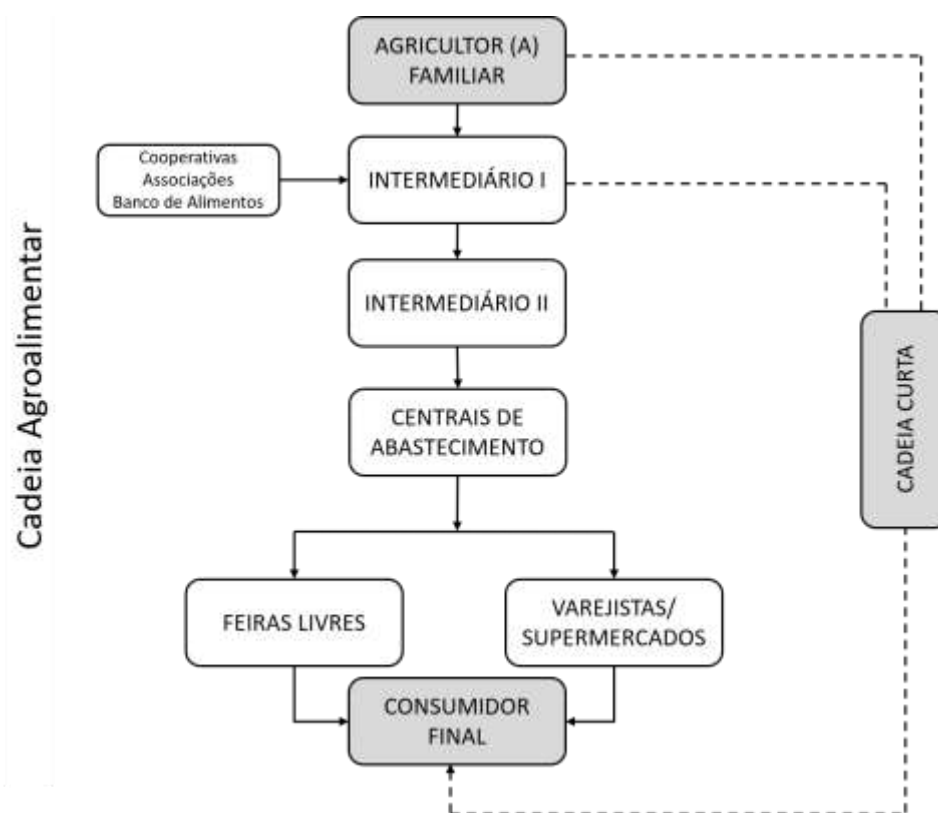 AGRICULTOR (A)
FAMILIAR
Cooperativas
Associações
Banco de Alimentos
INTERMEDIÁRIO I
INTERMEDIÁRIO II
CENTRAIS DE
ABASTECIMENTO
FEIRAS LIVRES
VAREJISTAS/
SUPERMERCADOS
CONSUMIDOR
FINAL
Cadeia Agroalimentar
CADEIA CURTA